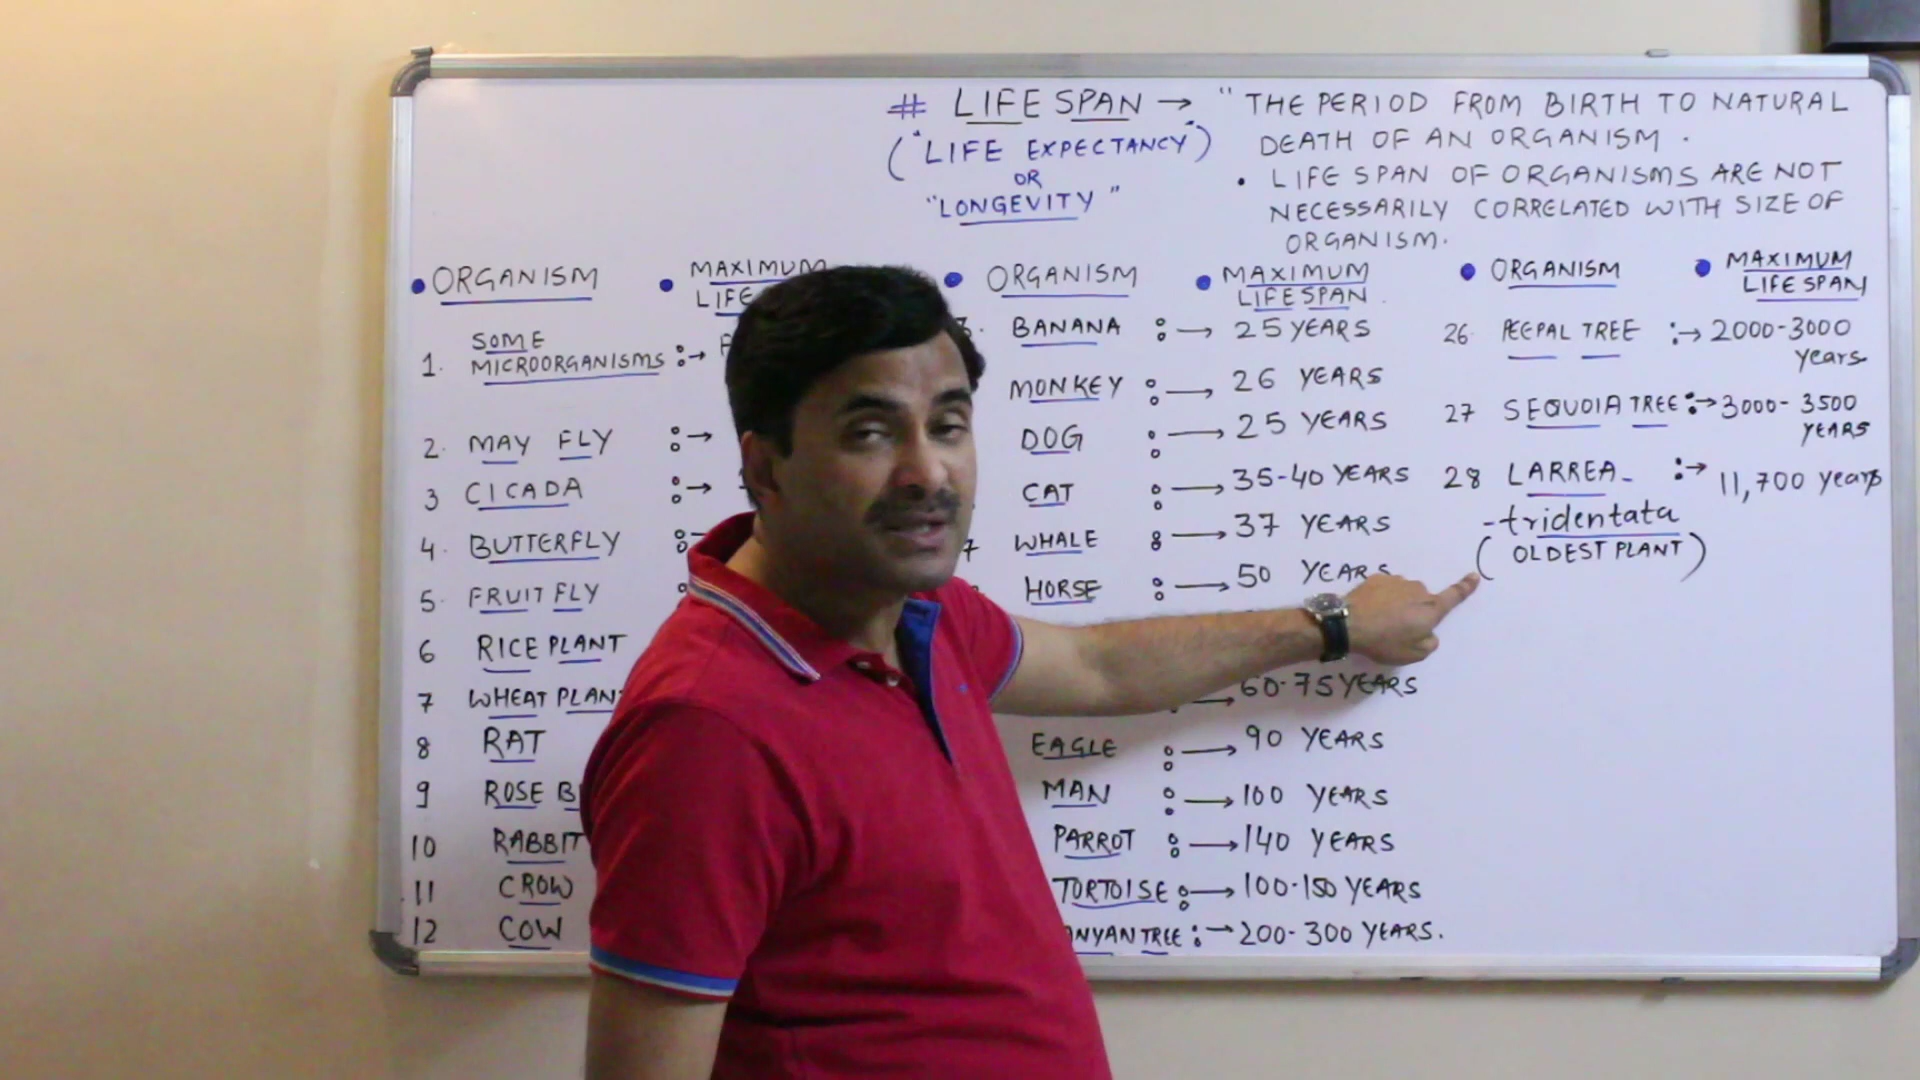 # LIFE SPAN → " THE PERIOD FROM BIRTH TO NATURAL
("LIFE EXPECTANCY") DEATH OF AN ORGANISM .
OR
"LONGEVITY"
• LIFE SPAN OF ORGANISMS ARE NOT
NECESSARILY CORRELATED WITH SIZE OF
ORGANISM.
• ORGANISM • MAXIMUM
LIFE
1. SOME
MICROORGANISMS :→
2. MAY FLY :→
3 CICADA :→
4. BUTTERFLY :
5. FRUIT FLY
6 RICE PLANT
7 WHEAT PLAN
8 RAT
9 ROSE B
10 RABBIT
11 CROW
12 COW
• ORGANISM • MAXIMUM
LIFE SPAN.
BANANA :→ 25 YEARS
MONKEY :→ 26 YEARS
DOG :→ 25 YEARS
CAT :→ 35-40 YEARS
7 WHALE :→ 37 YEARS
HORSE :→ 50 YEARS
→ 60-75 YEARS
EAGLE :→ 90 YEARS
MAN :→ 100 YEARS
PARROT :→ 140 YEARS
TORTOISE :→ 100-150 YEARS
ANYAN TREE :→ 200-300 YEARS.
• ORGANISM • MAXIMUM
LIFE SPAN
26. PEEPAL TREE :→ 2000-3000
years
27 SEQUOIA TREE :→ 3000-3500
YEARS
28 LARREA- :→ 11,700 years
-tridentata
(OLDEST PLANT)